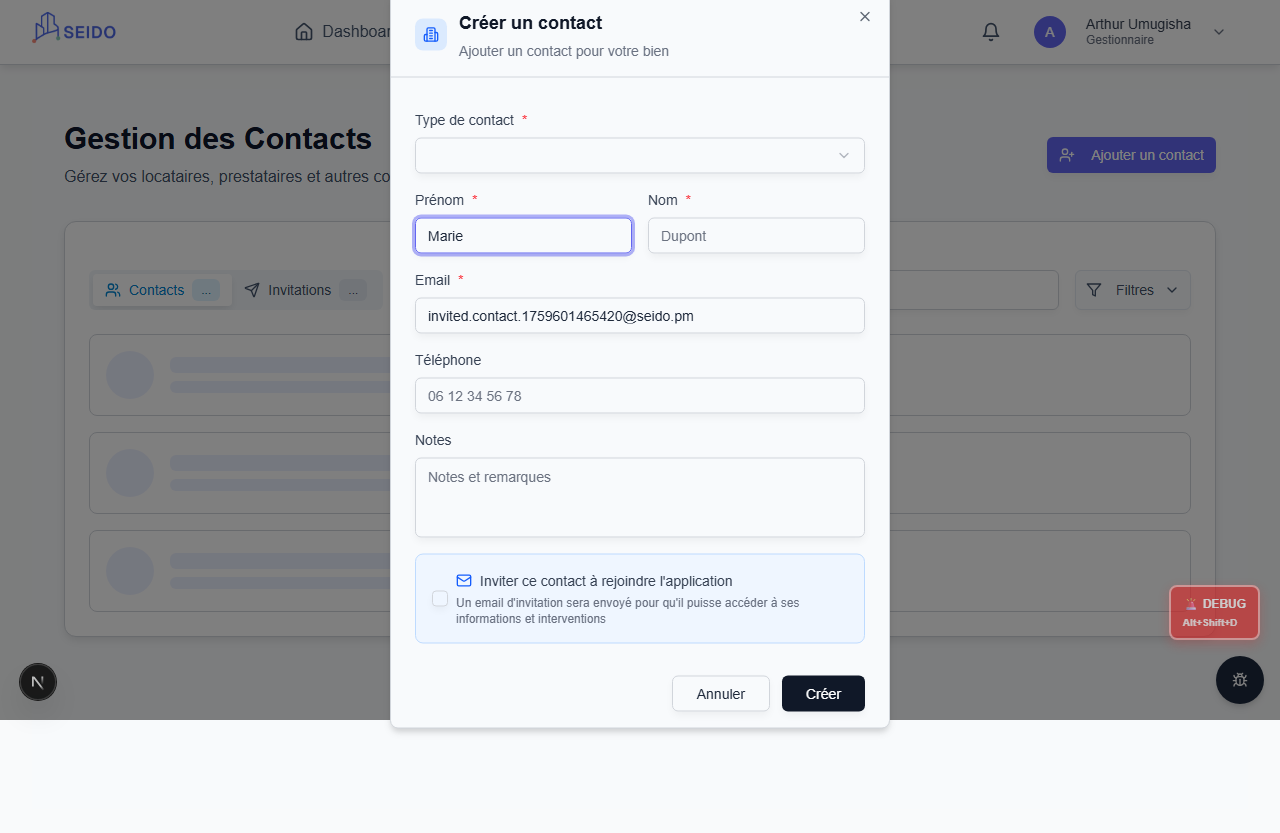 SEIDO
Dashboar
A
Arthur Umugisha
Gestionnaire
Créer un contact
Ajouter un contact pour votre bien
Gestion des Contacts
Gérez vos locataires, prestataires et autres co
Ajouter un contact
Contacts ...
Invitations ...
Filtres
Type de contact *
Prénom *
Nom *
Marie
Dupont
Email *
invited.contact.1759601465420@seido.pm
Téléphone
06 12 34 56 78
Notes
Notes et remarques
Inviter ce contact à rejoindre l'application
Un email d'invitation sera envoyé pour qu'il puisse accéder à ses
informations et interventions
Annuler
Créer
🚨 DEBUG
Alt+Shift+D
N